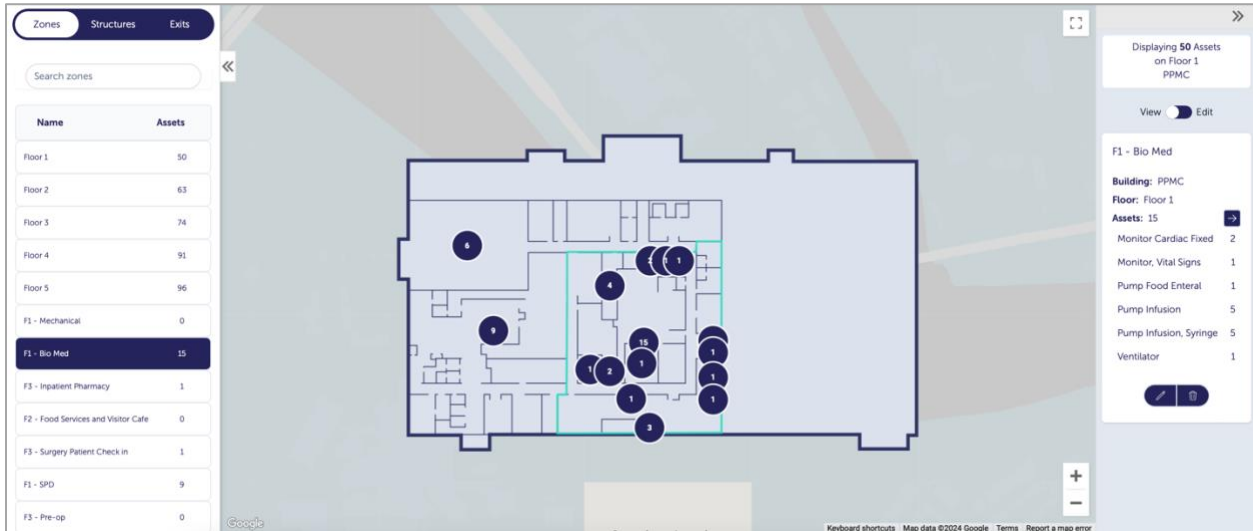 Zones Structures Exits
Search zones
Name Assets
Floor 1 50
Floor 2 63
Floor 3 74
Floor 4 91
Floor 5 96
F1 - Mechanical 0
F1 - Bio Med 15
F3 - Inpatient Pharmacy 1
F2 - Food Services and Visitor Cafe 0
F3 - Surgery Patient Check in 1
F1 - SPD 9
F3 - Pre-op 0
6
2 1 1
4
9
15
1
1 2 1
1
1 1
3
Google
Keyboard shortcuts Map data ©2024 Google Terms Report a map error
Displaying 50 Assets
on Floor 1
PPMC
View Edit
F1 - Bio Med
Building: PPMC
Floor: Floor 1
Assets: 15
Monitor Cardiac Fixed 2
Monitor, Vital Signs 1
Pump Food Enteral 1
Pump Infusion 5
Pump Infusion, Syringe 5
Ventilator 1